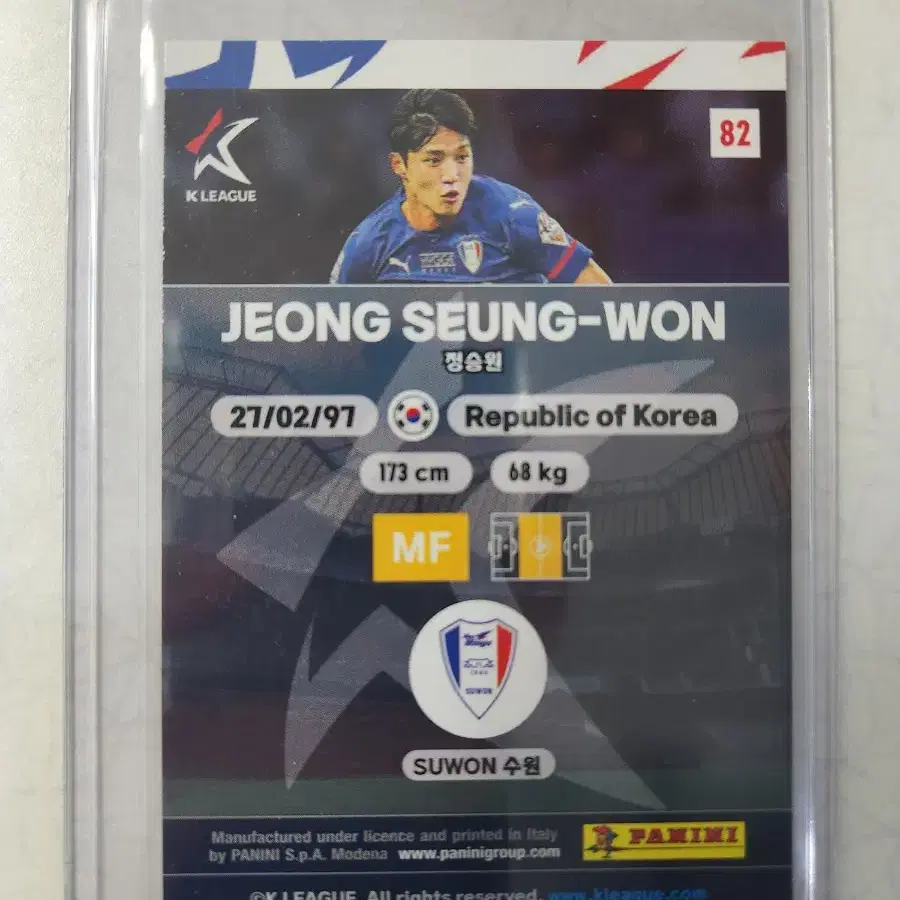 82
K LEAGUE
JEONG SEUNG-WON
정승원
27/02/97 Republic of Korea
173 cm 68 kg
MF
SUWON
SUWON 수원
Manufactured under licence and printed in Italy
by PANINI S.p.A. Modena www.paninigroup.com
PANINI
©K LEAGUE. All rights reserved. www.kleague.com